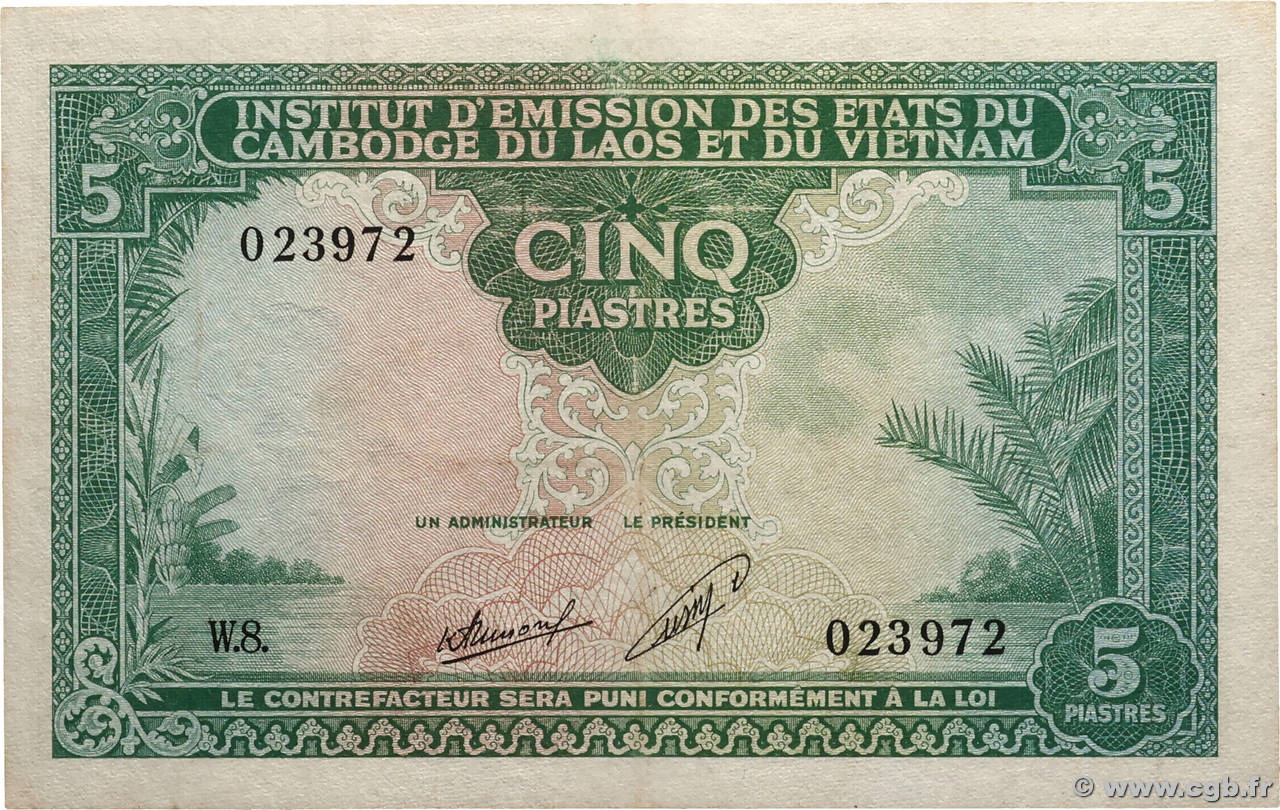 INSTITUT D'EMISSION DES ETATS DU
CAMBODGE DU LAOS ET DU VIETNAM
5
5
023972
CINQ
PIASTRES
UN ADMINISTRATEUR LE PRÉSIDENT
W.8.
023972
5
PIASTRES
LE CONTREFACTEUR SERA PUNI CONFORMÉMENT À LA LOI
© www.cgb.fr